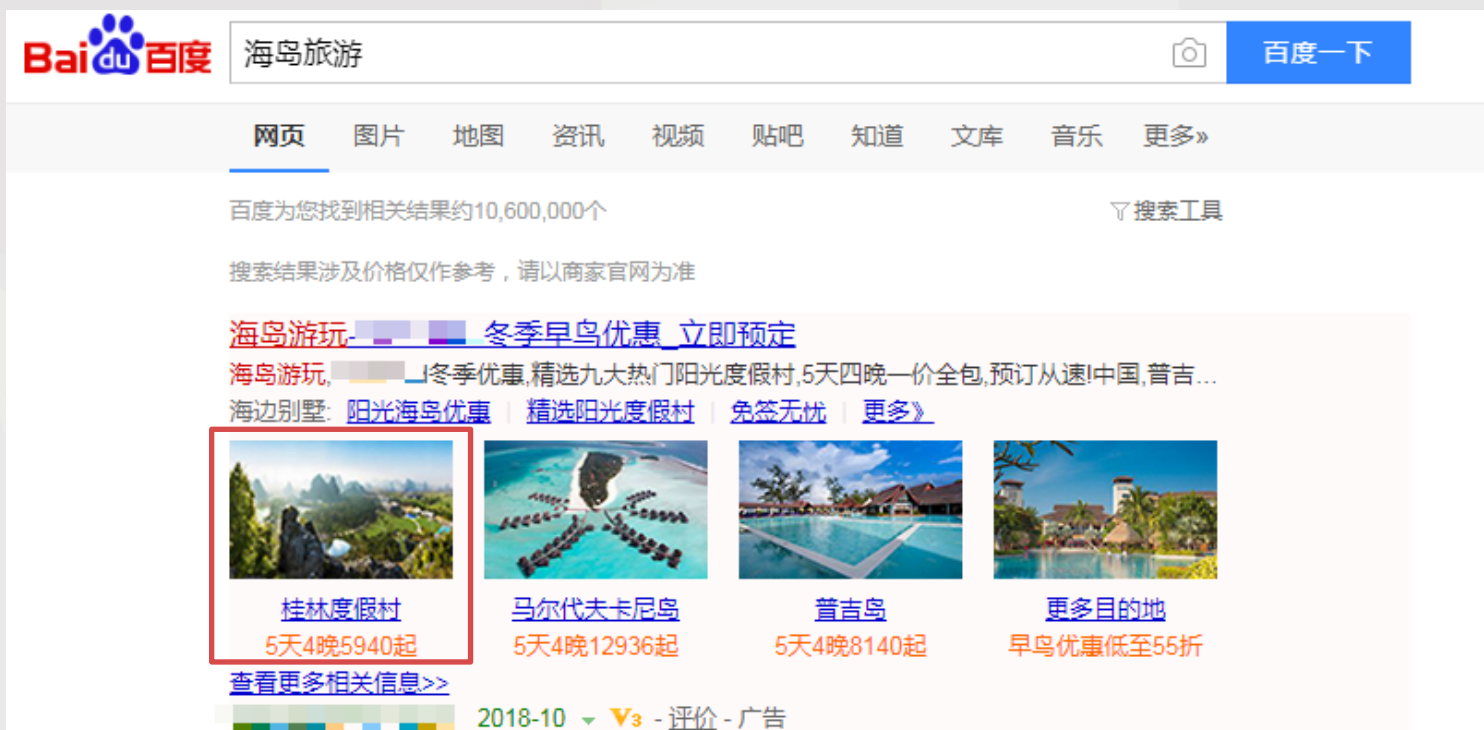 Bai du 百度 海岛旅游 百度一下
网页 图片 地图 资讯 视频 贴吧 知道 文库 音乐 更多»
百度为您找到相关结果约10,600,000个 搜索工具
搜索结果涉及价格仅作参考，请以商家官网为准
海岛游玩- 冬季早鸟优惠_立即预定
海岛游玩, 冬季优惠,精选九大热门阳光度假村,5天四晚一价全包,预订从速!中国,普吉...
海边别墅: 阳光海岛优惠 精选阳光度假村 免签无忧 更多》
桂林度假村 马尔代夫卡尼岛 普吉岛 更多目的地
5天4晚5940起 5天4晚12936起 5天4晚8140起 早鸟优惠低至55折
查看更多相关信息>>
2018-10 V3 - 评价 - 广告